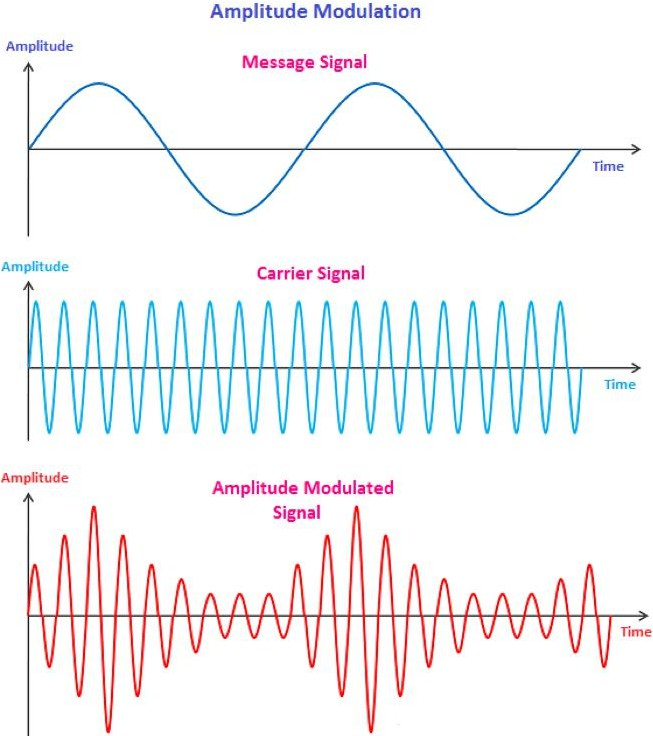 Amplitude Modulation
Amplitude
Message Signal
Time
Amplitude
Carrier Signal
Time
Amplitude
Amplitude Modulated
Signal
Time